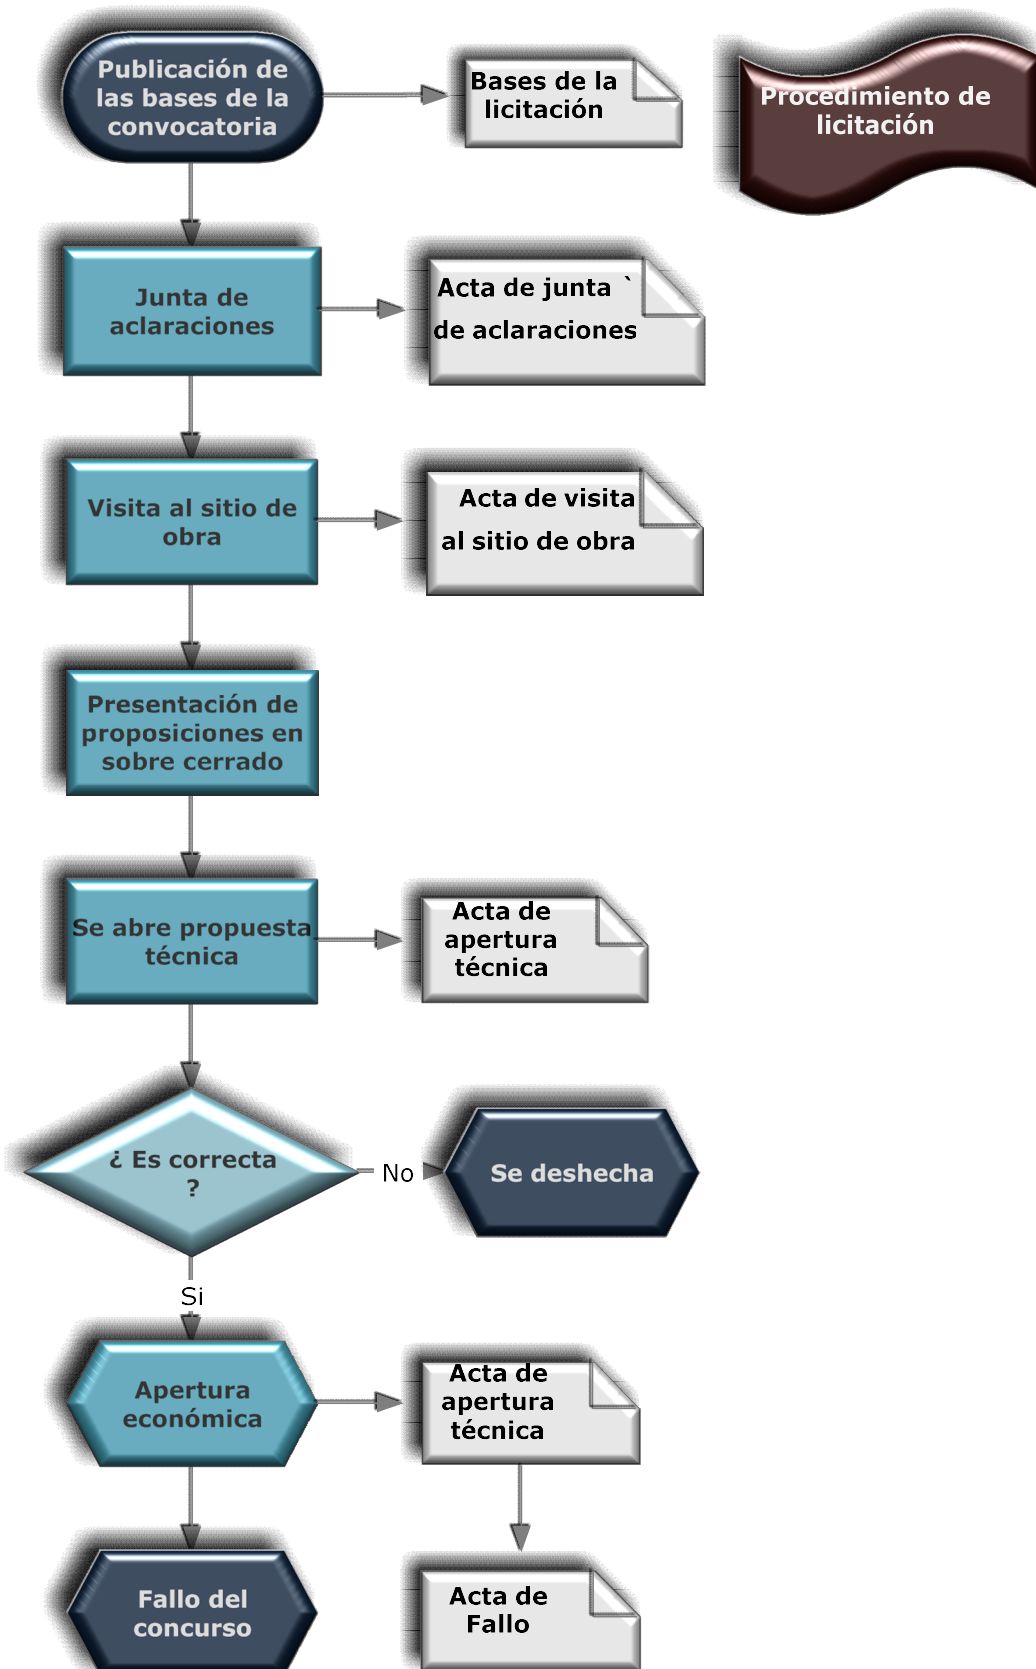 Publicación de
las bases de la
convocatoria
Bases de la
licitación
Procedimiento de
licitación
Junta de
aclaraciones
Acta de junta `
de aclaraciones
Visita al sitio de
obra
Acta de visita
al sitio de obra
Presentación de
proposiciones en
sobre cerrado
Se abre propuesta
técnica
Acta de
apertura
técnica
¿ Es correcta
?
No
Se deshecha
Si
Apertura
económica
Acta de
apertura
técnica
Fallo del
concurso
Acta de
Fallo